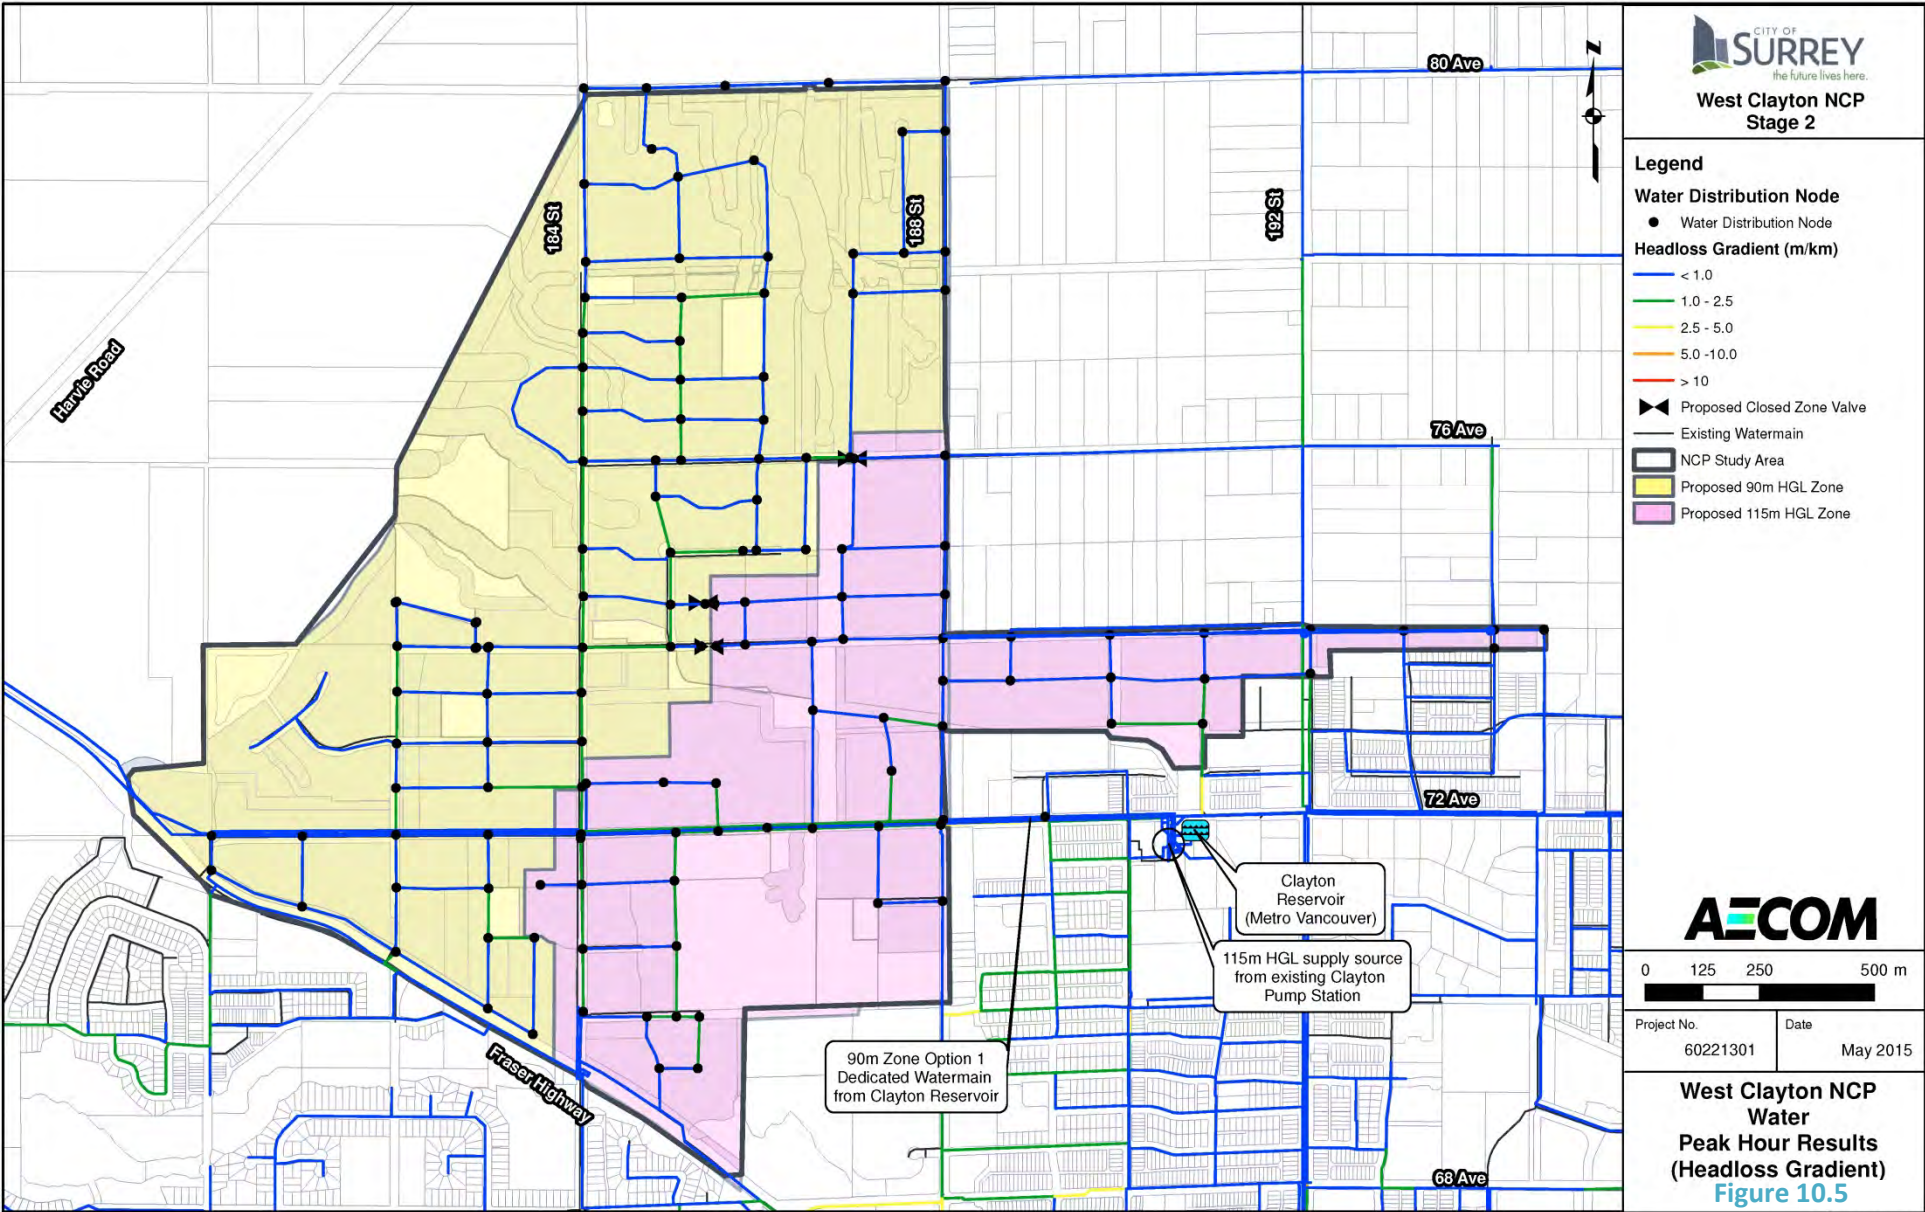 80 Ave
184 St
188 St
192 St
Harvie Road
76 Ave
72 Ave
Clayton
Reservoir
(Metro Vancouver)
115m HGL supply source
from existing Clayton
Pump Station
90m Zone Option 1
Dedicated Watermain
from Clayton Reservoir
Fraser Highway
68 Ave
Z
CITY OF
SURREY
the future lives here.
West Clayton NCP
Stage 2
Legend
Water Distribution Node
Water Distribution Node
Headloss Gradient (m/km)
< 1.0
1.0 - 2.5
2.5 - 5.0
5.0 -10.0
> 10
Proposed Closed Zone Valve
Existing Watermain
NCP Study Area
Proposed 90m HGL Zone
Proposed 115m HGL Zone
AECOM
0 125 250 500 m
Project No.
60221301
Date
May 2015
West Clayton NCP
Water
Peak Hour Results
(Headloss Gradient)
Figure 10.5